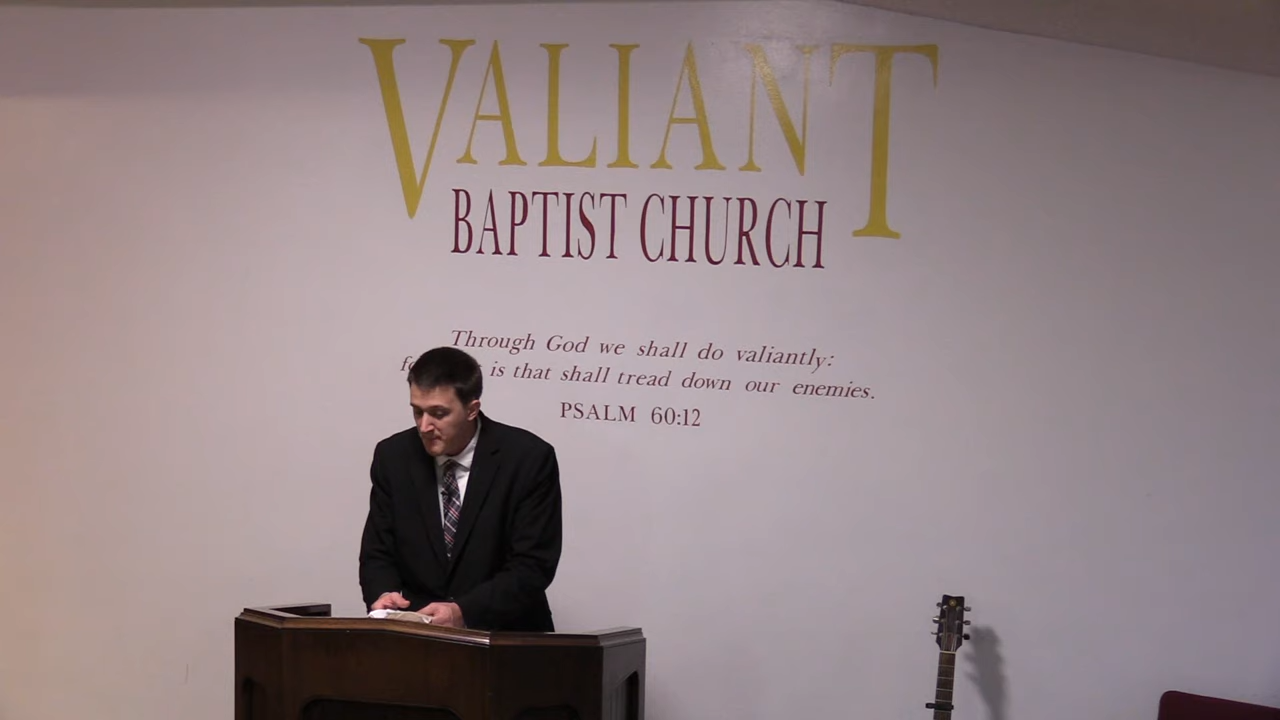 VALIANT
BAPTIST CHURCH
Through God we shall do valiantly:
is that shall tread down our enemies.
PSALM 60:12